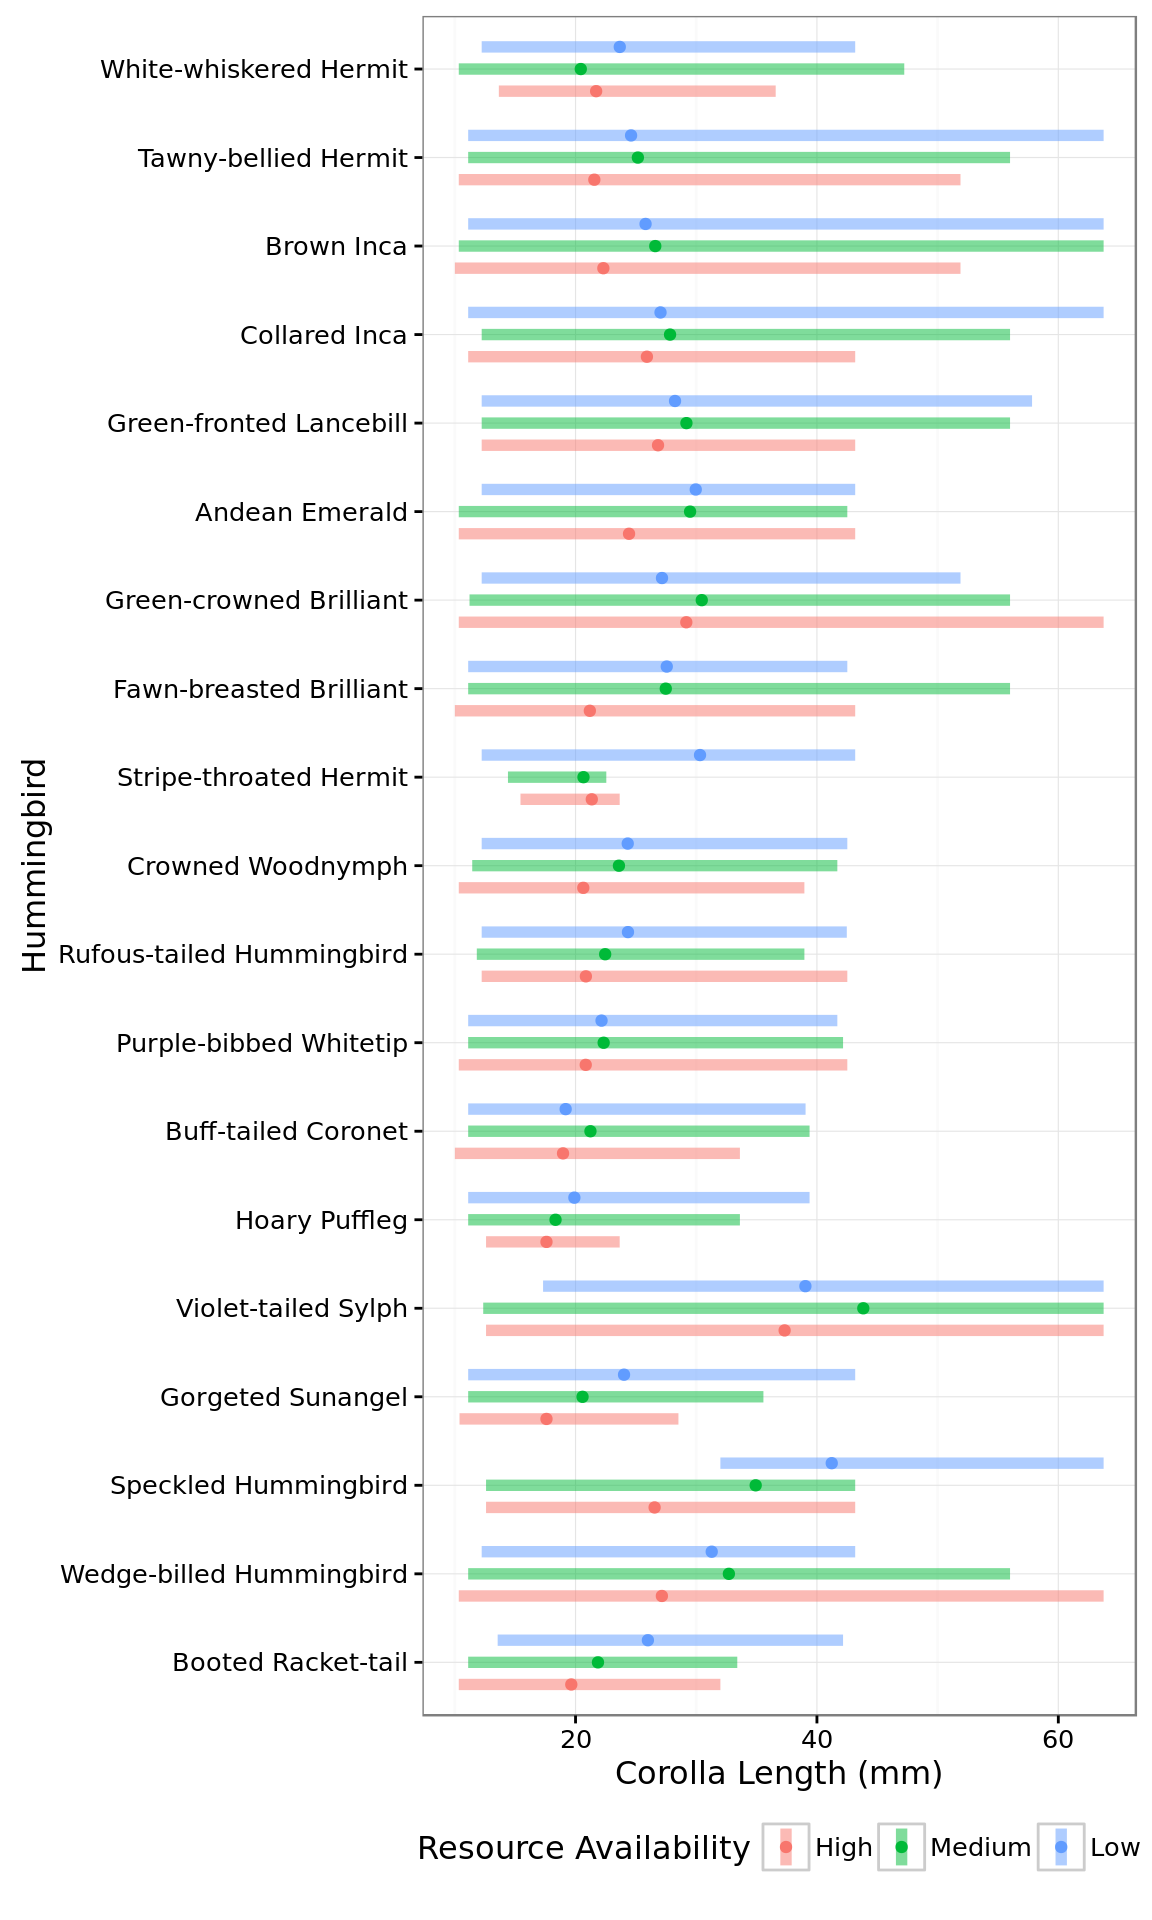 White-whiskered Hermit
Tawny-bellied Hermit
Brown Inca
Collared Inca
Green-fronted Lancebill
Andean Emerald
Green-crowned Brilliant
Fawn-breasted Brilliant
Stripe-throated Hermit
Crowned Woodnymph
Rufous-tailed Hummingbird
Purple-bibbed Whitetip
Buff-tailed Coronet
Hoary Puffleg
Violet-tailed Sylph
Gorgeted Sunangel
Speckled Hummingbird
Wedge-billed Hummingbird
Booted Racket-tail
Hummingbird
20 40 60
Corolla Length (mm)
Resource Availability High Medium Low